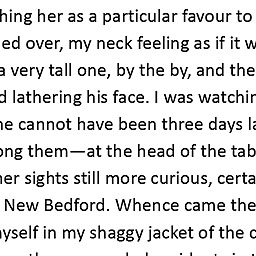 hing her as a particular favour to
ed over, my neck feeling as if it w
a very tall one, by the by, and the
d lathering his face. I was watchin
ne cannot have been three days la
ong them—at the head of the tab
her sights still more curious, certa
New Bedford. Whence came the
nyself in my shaggy jacket of the c